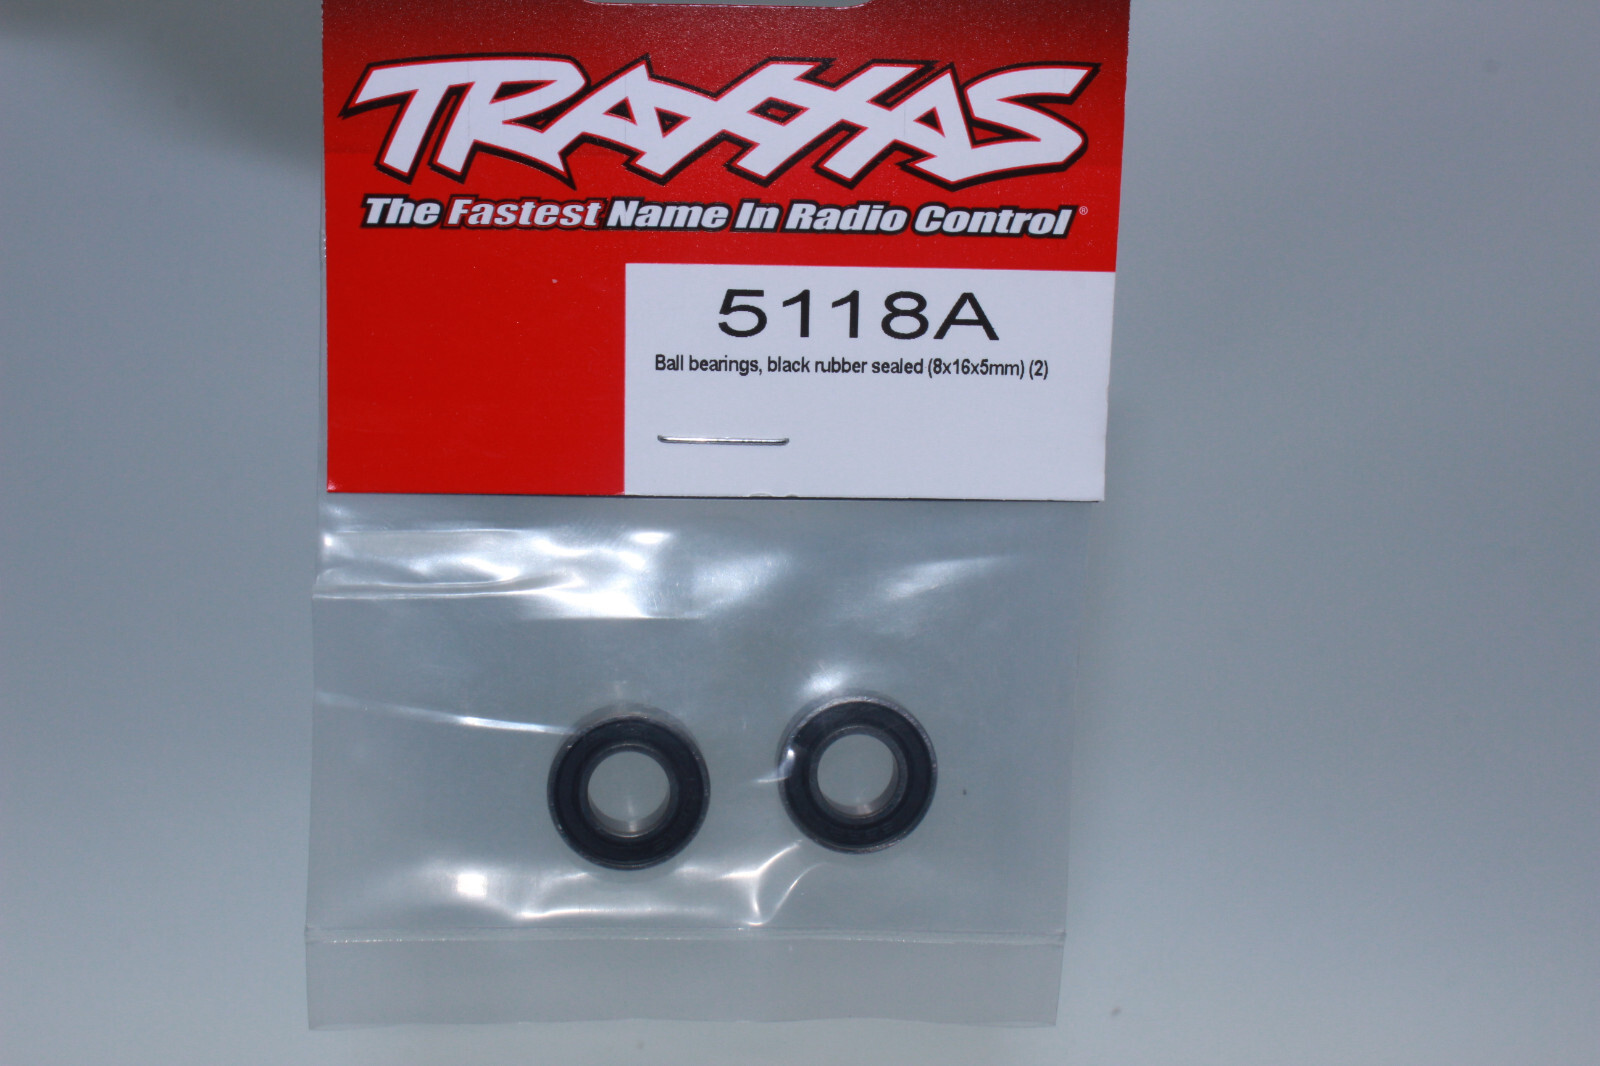 TRAXXAS
The Fastest Name In Radio Control®
5118A
Ball bearings, black rubber sealed (8x16x5mm) (2)